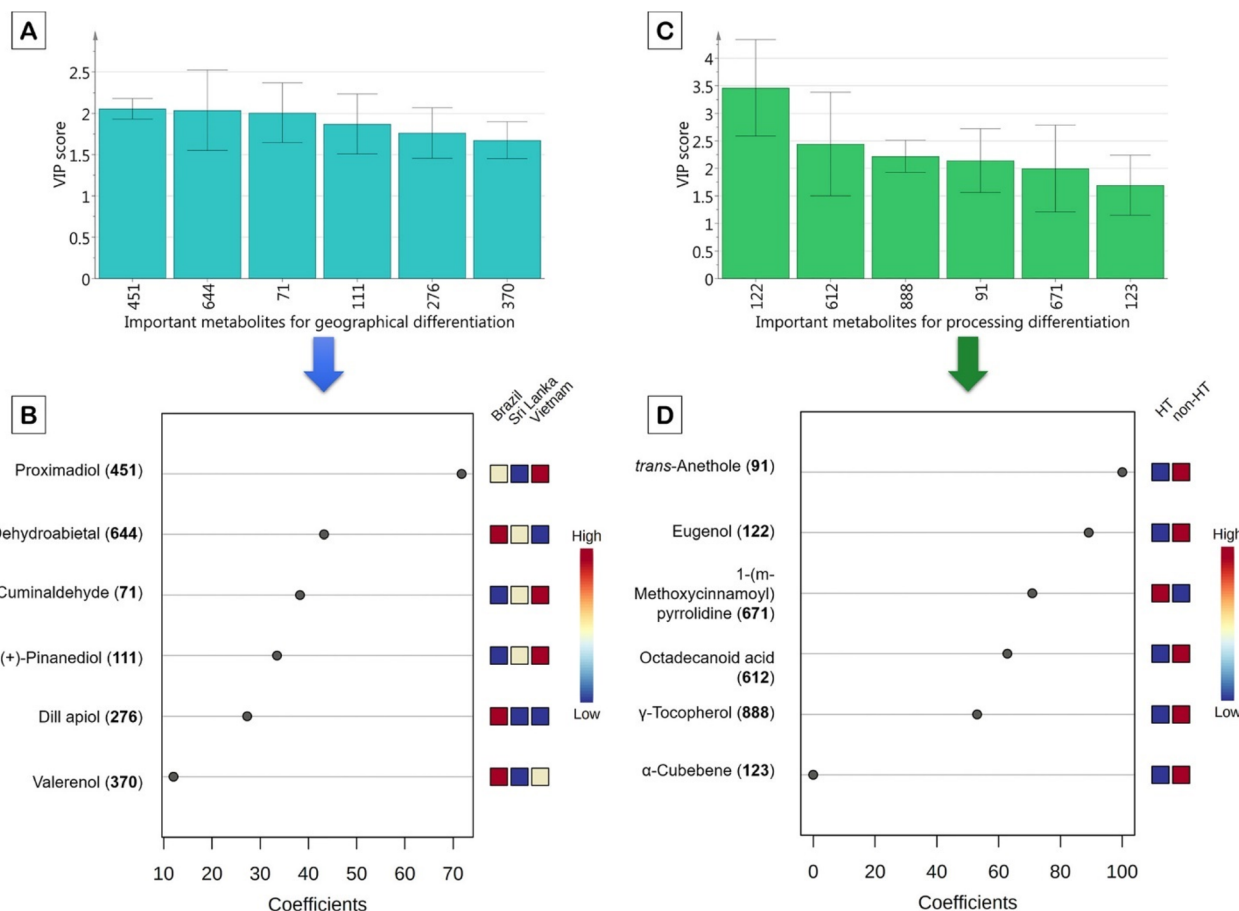 A
2.5
2
1.5
1
0.5
0
VIP score
451 644 71 111 276 370
Important metabolites for geographical differentiation
C
4
3.5
3
2.5
2
1.5
1
0.5
0
VIP score
122 612 888 91 671 123
Important metabolites for processing differentiation
B
Brazil Sri Lanka Vietnam
Proximadiol (451)
ehydroabietal (644)
Cuminaldehyde (71)
(+)-Pinanediol (111)
Dill apiol (276)
Valerenol (370)
High
Low
10 20 30 40 50 60 70
Coefficients
D
HT non-HT
trans-Anethole (91)
Eugenol (122)
1-(m-
Methoxycinnamoyl)
pyrrolidine (671)
Octadecanoid acid
(612)
γ-Tocopherol (888)
α-Cubebene (123)
High
Low
0 20 40 60 80 100
Coefficients